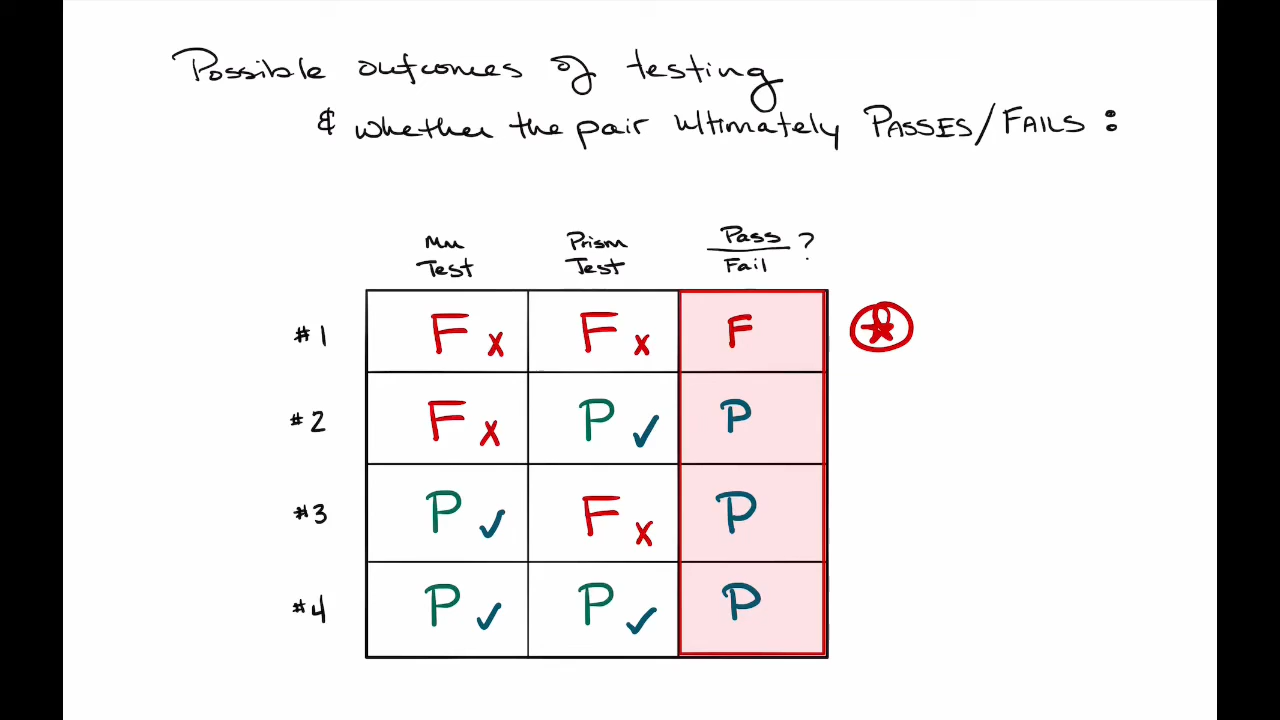 Possible outcomes of testing
& whether the pair ultimately PASSES/FAILS :
mm Test
Prism Test
Pass/Fail ?
#1 F x F x F
#2 F x P ✓ P
#3 P ✓ F x P
#4 P ✓ P ✓ P